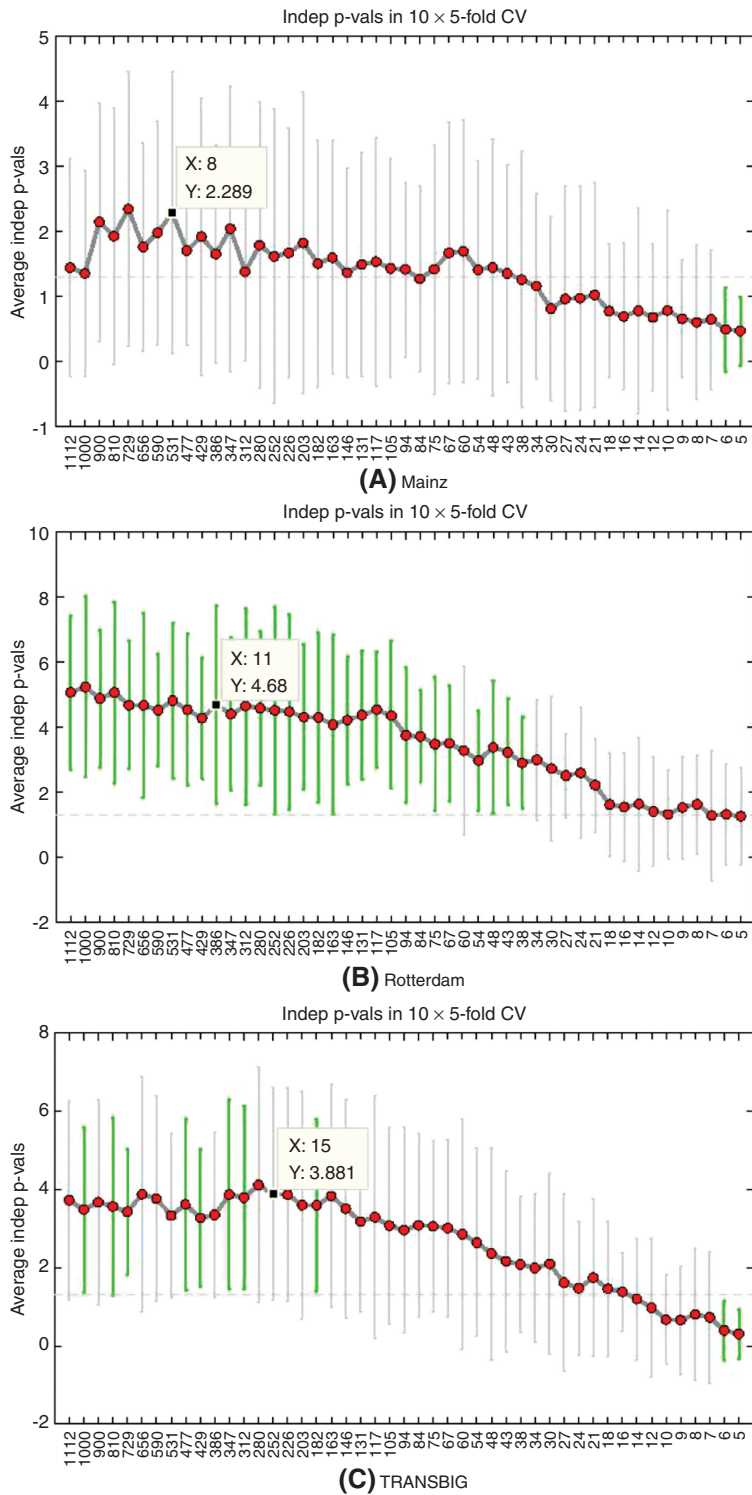 Indep p-vals in 10 × 5-fold CV
Average indep p-vals
5
4
3
2
1
0
-1
X: 8
Y: 2.289
1112 1000 900 810 729 656 590 531 477 429 386 347 312 280 252 226 203 182 163 146 131 117 105 94 84 75 67 60 54 48 43 38 34 30 27 24 21 18 16 14 12 10 9 8 7 6 5
(A) Mainz
Indep p-vals in 10 × 5-fold CV
Average indep p-vals
10
8
6
4
2
0
-2
X: 11
Y: 4.68
1112 1000 900 810 729 656 590 531 477 429 386 347 312 280 252 226 203 182 163 146 131 117 105 94 84 75 67 60 54 48 43 38 34 30 27 24 21 18 16 14 12 10 9 8 7 6 5
(B) Rotterdam
Indep p-vals in 10 × 5-fold CV
Average indep p-vals
8
6
4
2
0
-2
X: 15
Y: 3.881
1112 1000 900 810 729 656 590 531 477 429 386 347 312 280 252 226 203 182 163 146 131 117 105 94 84 75 67 60 54 48 43 38 34 30 27 24 21 18 16 14 12 10 9 8 7 6 5
(C) TRANSBIG